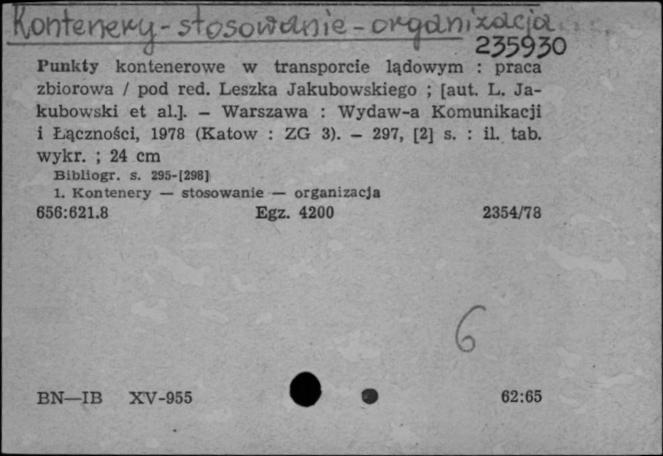 Kontenery - stosowanie - organizacja
235930
Punkty kontenerowe w transporcie lądowym : praca
zbiorowa / pod red. Leszka Jakubowskiego ; [aut. L. Ja-
kubowski et al.]. — Warszawa : Wydaw-a Komunikacji
i Łączności, 1978 (Katow : ZG 3). — 297, [2] s. : il. tab.
wykr. ; 24 cm
Bibliogr. s. 295-[298]
1. Kontenery — stosowanie — organizacja
656:621.8 Egz. 4200 2354/78
6
BN—IB XV-955 62:65